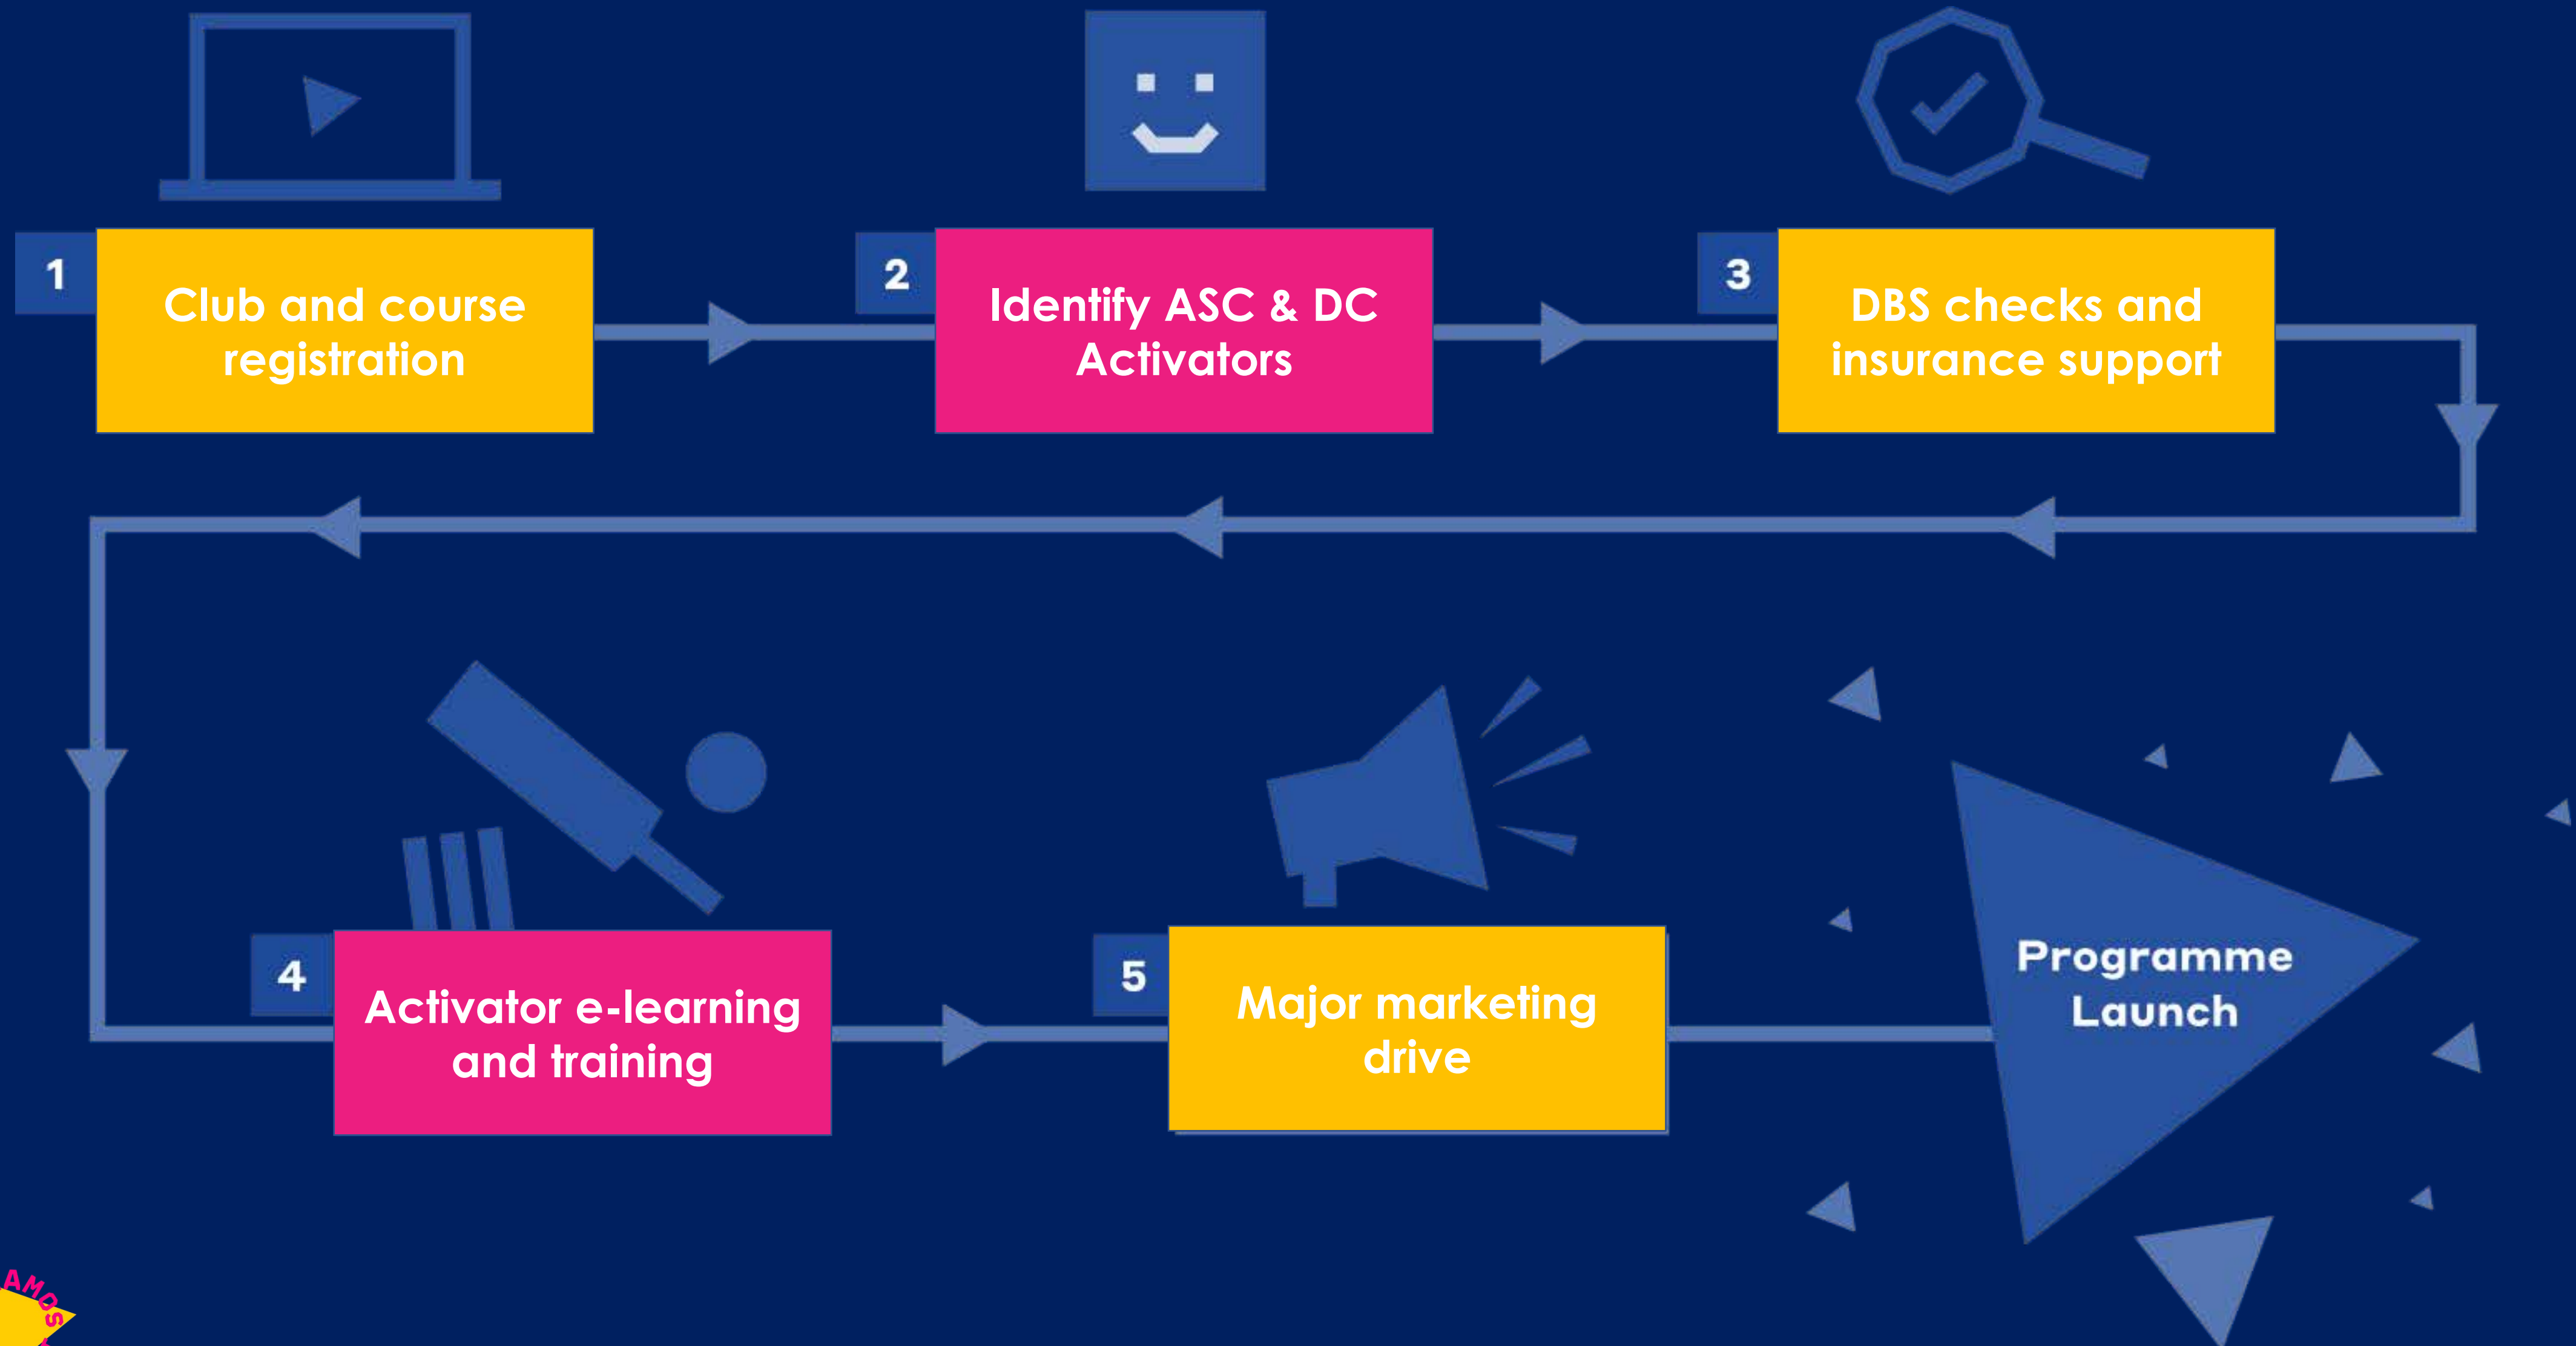 1
Club and course
registration
2
Identify ASC & DC
Activators
3
DBS checks and
insurance support
4
Activator e-learning
and training
5
Major marketing
drive
Programme
Launch